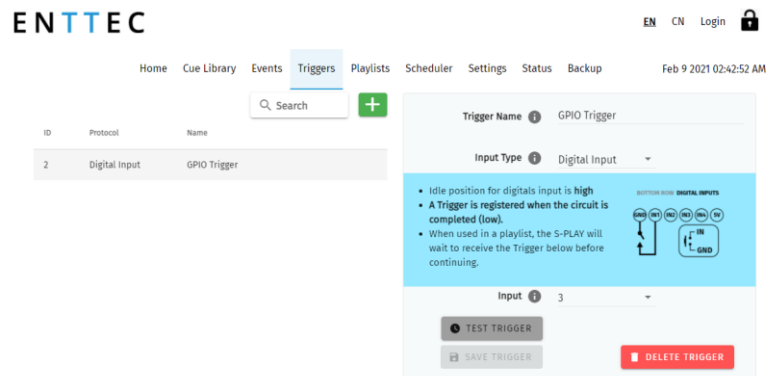 ENTTEC
EN CN Login
Home Cue Library Events Triggers Playlists Scheduler Settings Status Backup Feb 9 2021 02:42:52 AM
Search
ID Protocol Name
2 Digital Input GPIO Trigger
Trigger Name GPIO Trigger
Input Type Digital Input
• Idle position for digitals input is high
• A Trigger is registered when the circuit is
completed (low).
• When used in a playlist, the S-PLAY will
wait to receive the Trigger below before
continuing.
BOTTOM ROW DIGITAL INPUTS
GND IN1 IN2 IN3 IN4 5V
IN
GND
Input 3
TEST TRIGGER
SAVE TRIGGER
DELETE TRIGGER